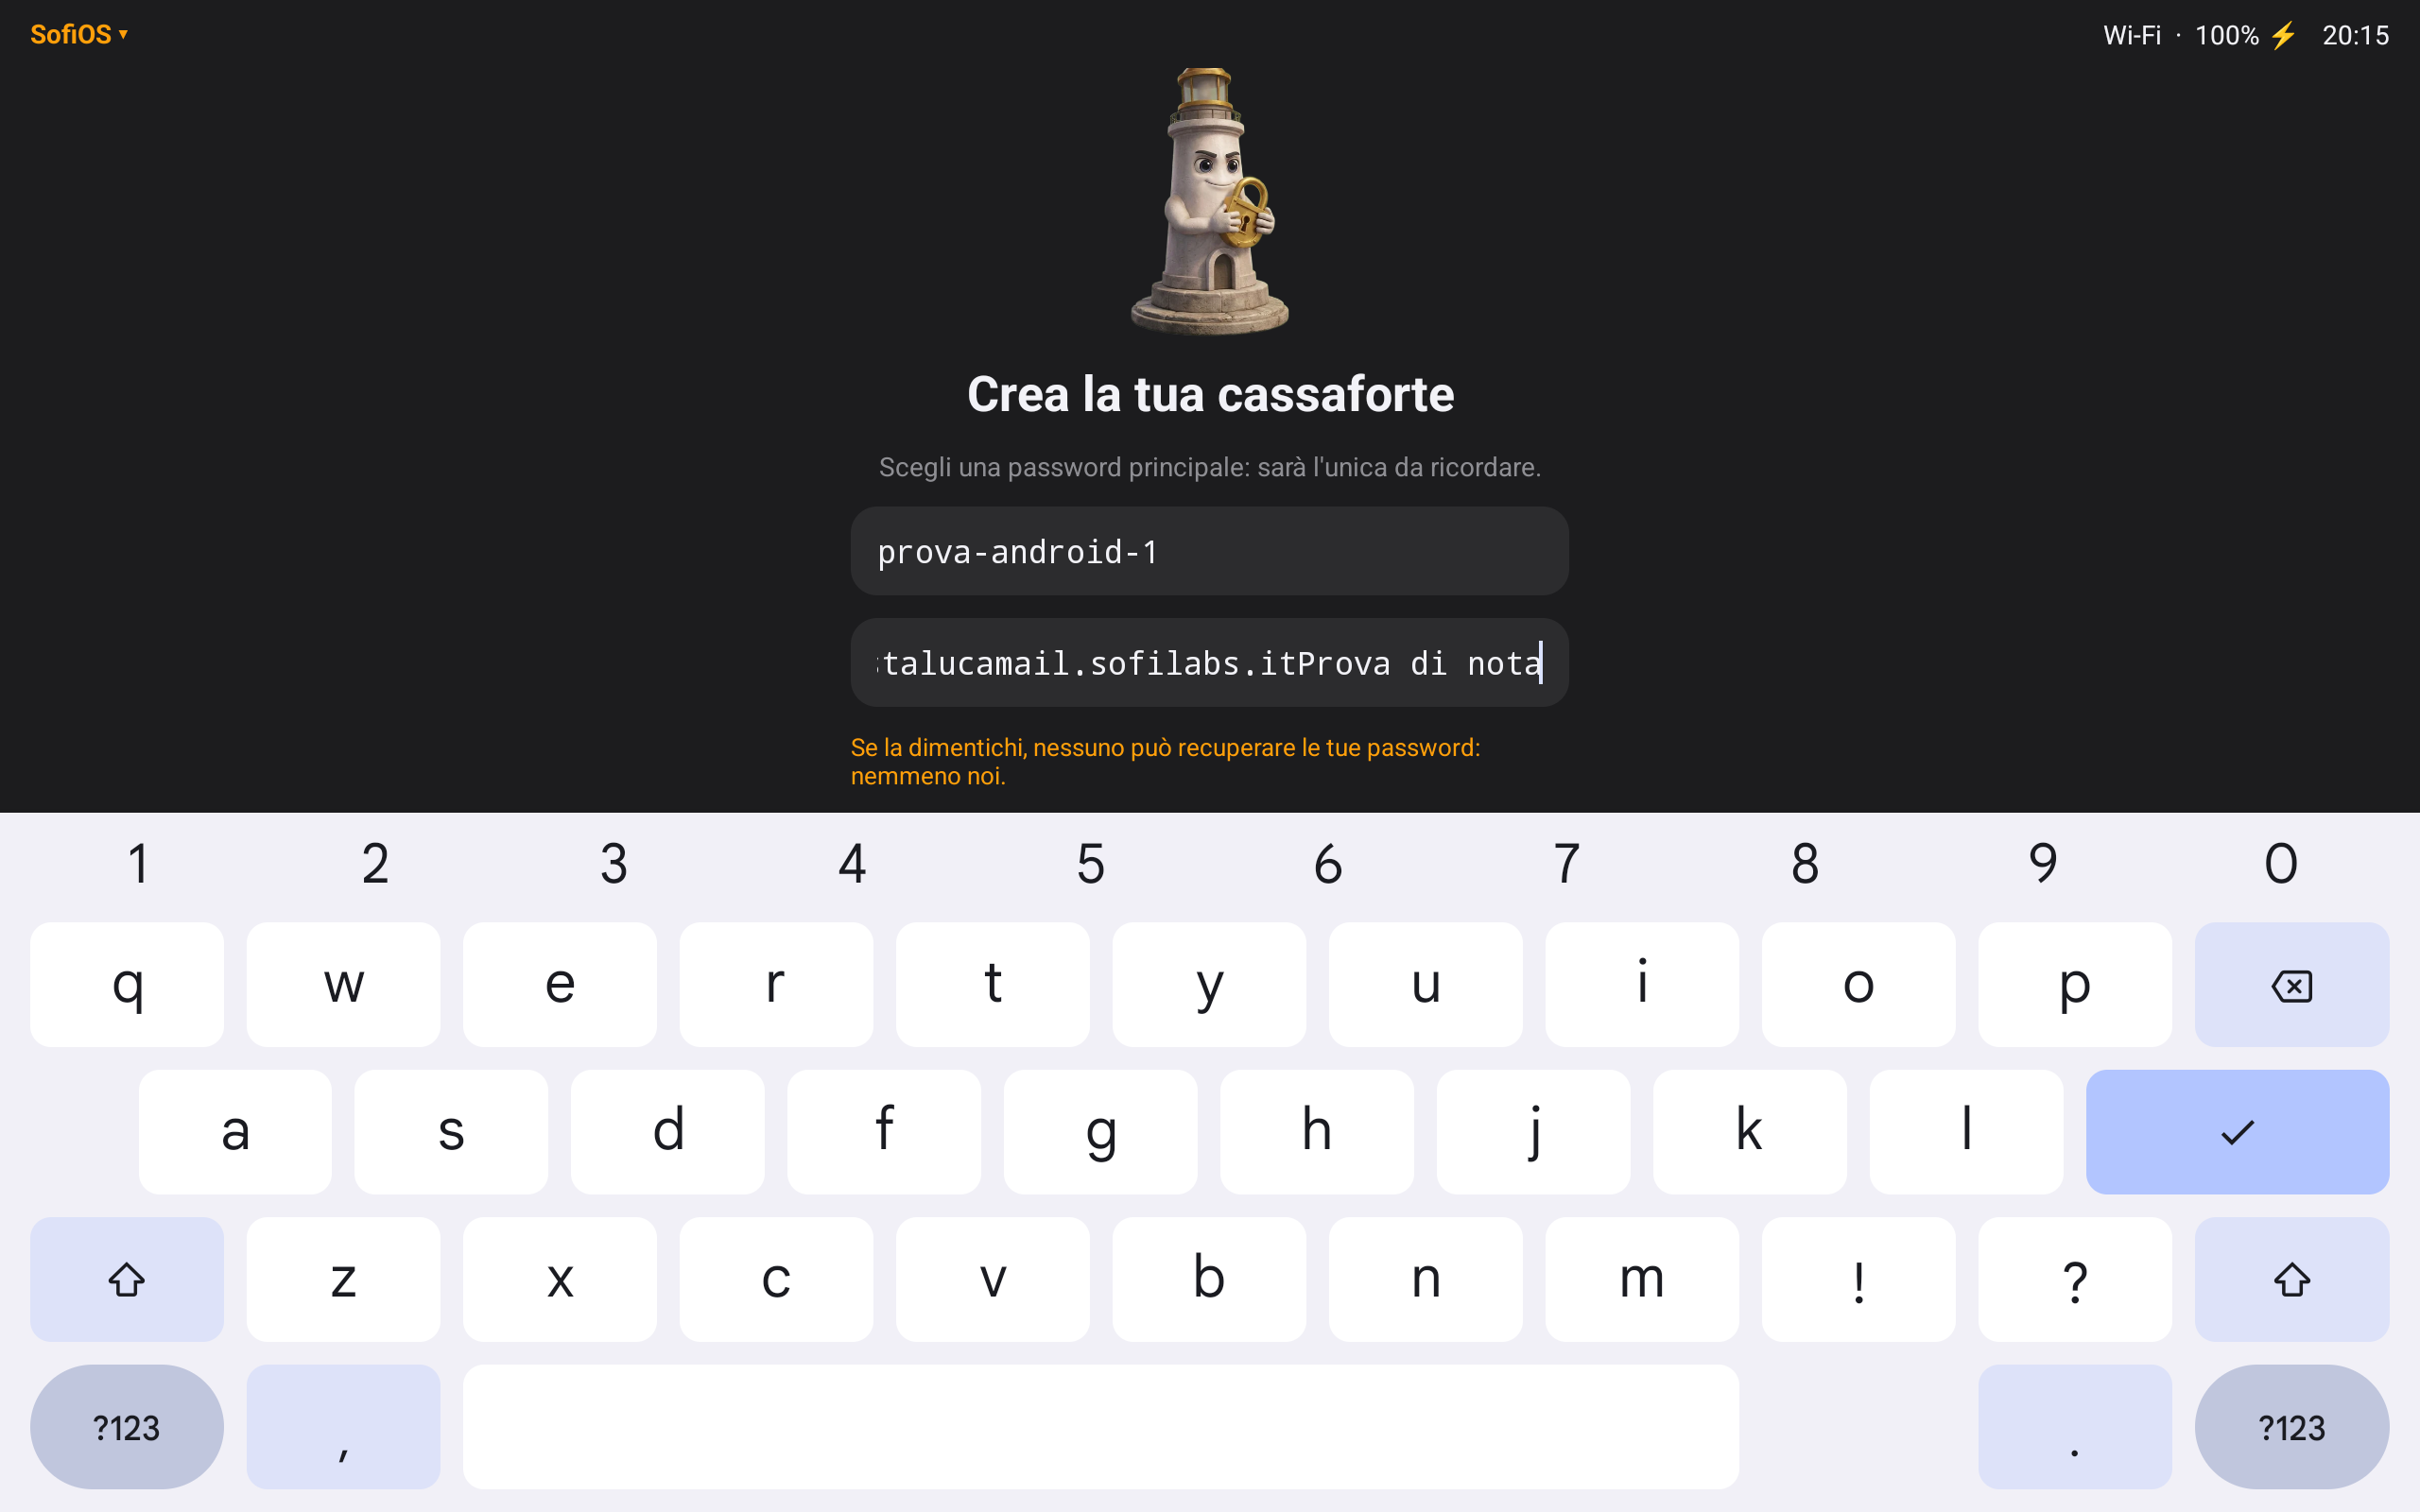 SofiOS ▾
Wi-Fi · 100% ⚡ 20:15
Crea la tua cassaforte
Scegli una password principale: sarà l'unica da ricordare.
prova-android-1
talucamail.sofilabs.itProva di nota
Se la dimentichi, nessuno può recuperare le tue password:
nemmeno noi.
1 2 3 4 5 6 7 8 9 0
q w e r t y u i o p
a s d f g h j k l
z x c v b n m ! ?
?123 , . ?123